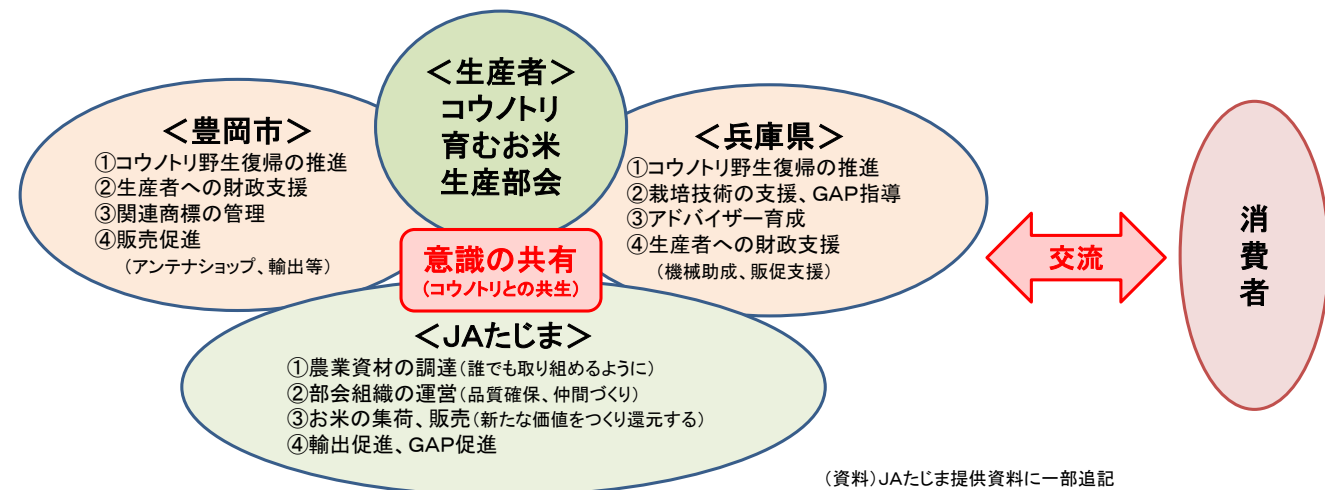 ＜生産者＞
コウノトリ
育むお米
生産部会
＜豊岡市＞
①コウノトリ野生復帰の推進
②生産者への財政支援
③関連商標の管理
④販売促進
（アンテナショップ、輸出等）
＜兵庫県＞
①コウノトリ野生復帰の推進
②栽培技術の支援、GAP指導
③アドバイザー育成
④生産者への財政支援
（機械助成、販促支援）
意識の共有
（コウノトリとの共生）
＜JAたじま＞
①農業資材の調達（誰でも取り組めるように）
②部会組織の運営（品質確保、仲間づくり）
③お米の集荷、販売（新たな価値をつくり還元する）
④輸出促進、GAP促進
交流
消
費
者
（資料）JAたじま提供資料に一部追記